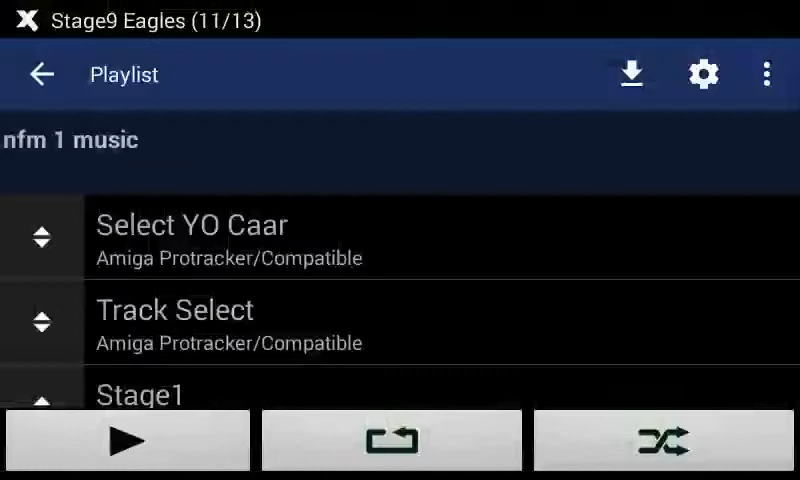 Stage9 Eagles (11/13)
Playlist
nfm 1 music
Select YO Caar
Amiga Protracker/Compatible
Track Select
Amiga Protracker/Compatible
Stage1